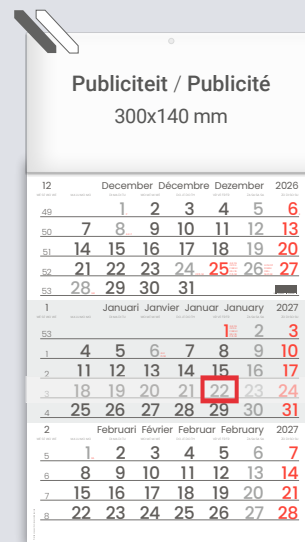 Publiciteit / Publicité
300x140 mm
12 December Décembre Dezember 2026
49 1 2 3 4 5 6
50 7 8 9 10 11 12 13
51 14 15 16 17 18 19 20
52 21 22 23 24 25 26 27
53 28 29 30 31
1 Januari Janvier Januar January 2027
53 1 2 3
1 4 5 6 7 8 9 10
2 11 12 13 14 15 16 17
3 18 19 20 21 22 23 24
4 25 26 27 28 29 30 31
2 Februari Février Februar February 2027
5 1 2 3 4 5 6 7
6 8 9 10 11 12 13 14
7 15 16 17 18 19 20 21
8 22 23 24 25 26 27 28